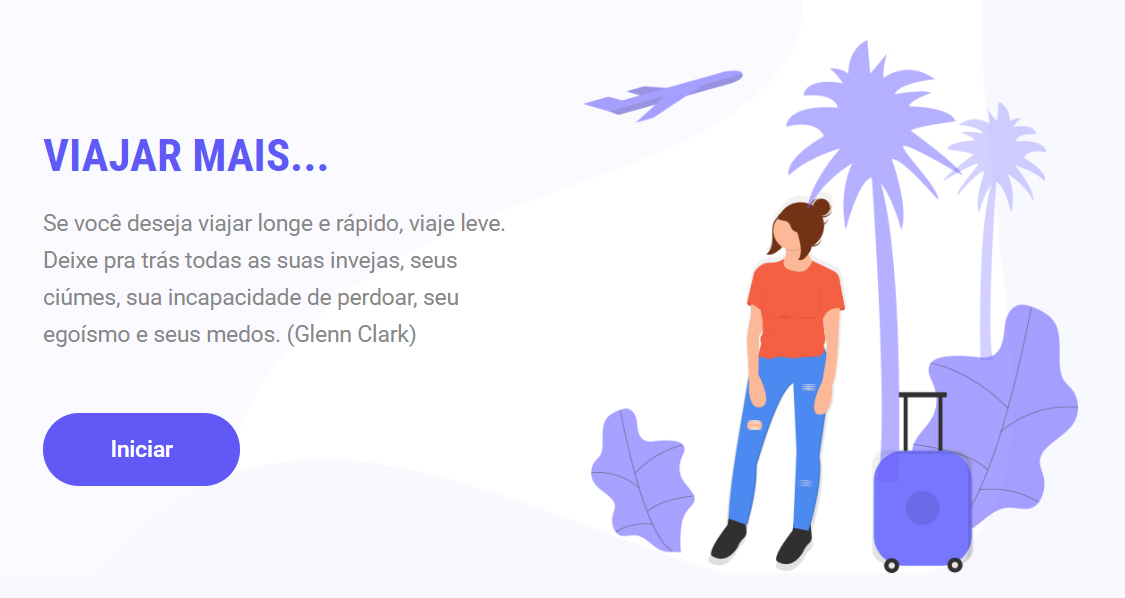 VIAJAR MAIS...
Se você deseja viajar longe e rápido, viaje leve.
Deixe pra trás todas as suas invejas, seus
ciúmes, sua incapacidade de perdoar, seu
egoísmo e seus medos. (Glenn Clark)
Iniciar